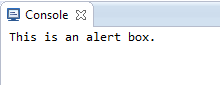 Console
This is an alert box.